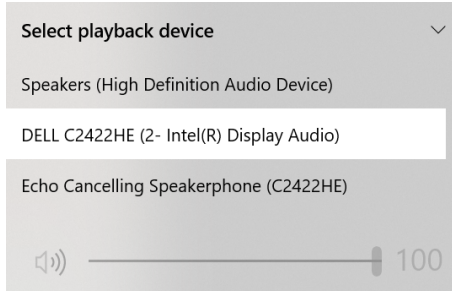 Select playback device
Speakers (High Definition Audio Device)
DELL C2422HE (2- Intel(R) Display Audio)
Echo Cancelling Speakerphone (C2422HE)
100